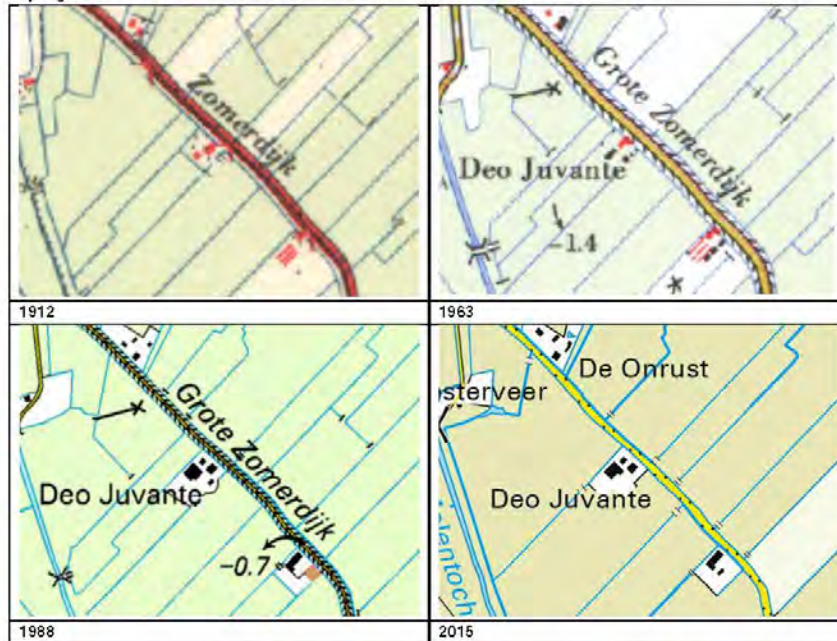 Zomerdijk
1912
Grote Zomerdijk
Deo Juvante
-1.4
1963
Grote Zomerdijk
Deo Juvante
-0.7
1988
De Onrust
sterveer
Deo Juvante
lentoch
2015